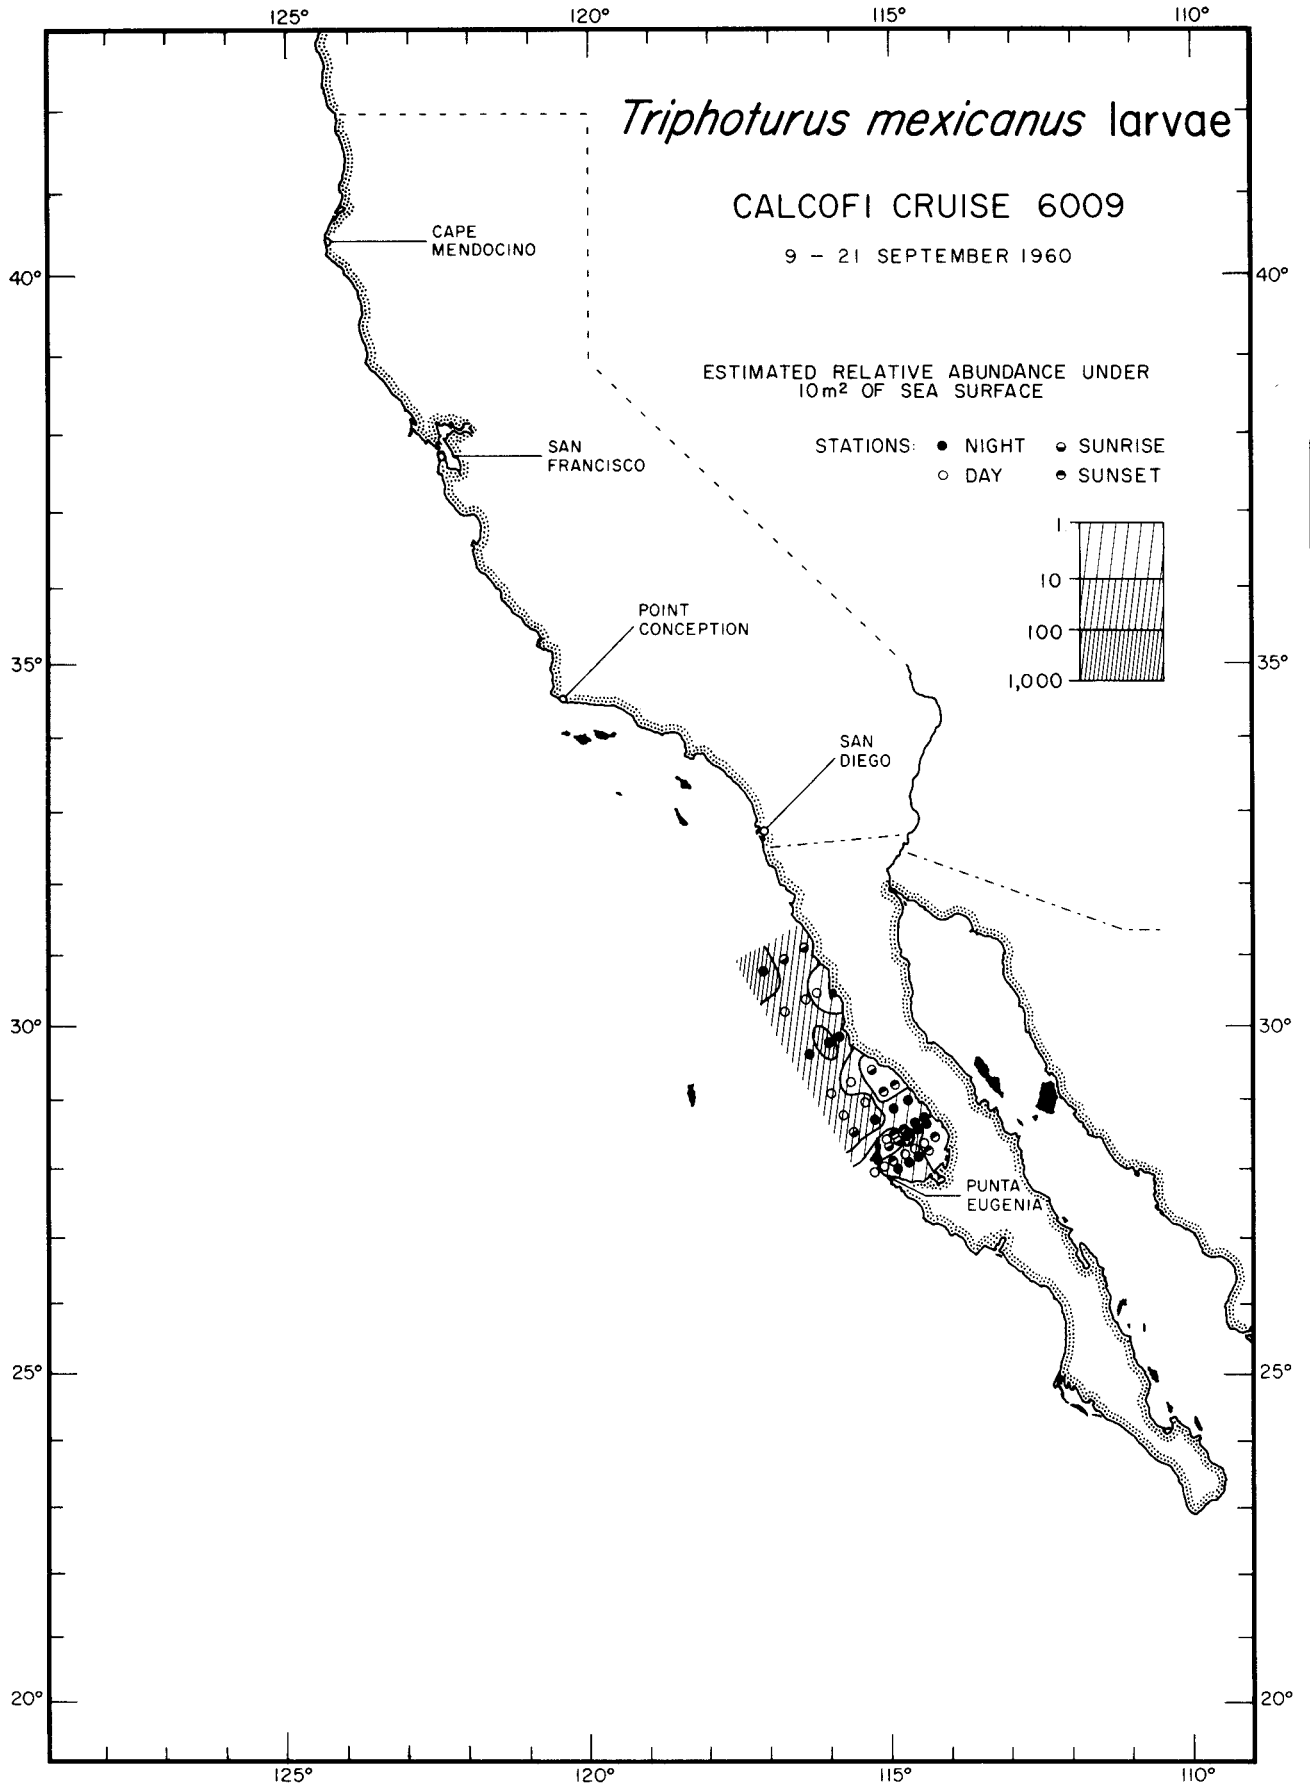 125°
120°
115°
110°
Triphoturus mexicanus larvae
CALCOFI CRUISE 6009
9 – 21 SEPTEMBER 1960
CAPE
MENDOCINO
40°
40°
ESTIMATED RELATIVE ABUNDANCE UNDER
10m² OF SEA SURFACE
STATIONS: NIGHT SUNRISE
DAY SUNSET
SAN
FRANCISCO
1
10
100
1,000
POINT
CONCEPTION
35°
35°
SAN
DIEGO
30°
30°
PUNTA
EUGENIA
25°
25°
20°
20°
125°
120°
115°
110°